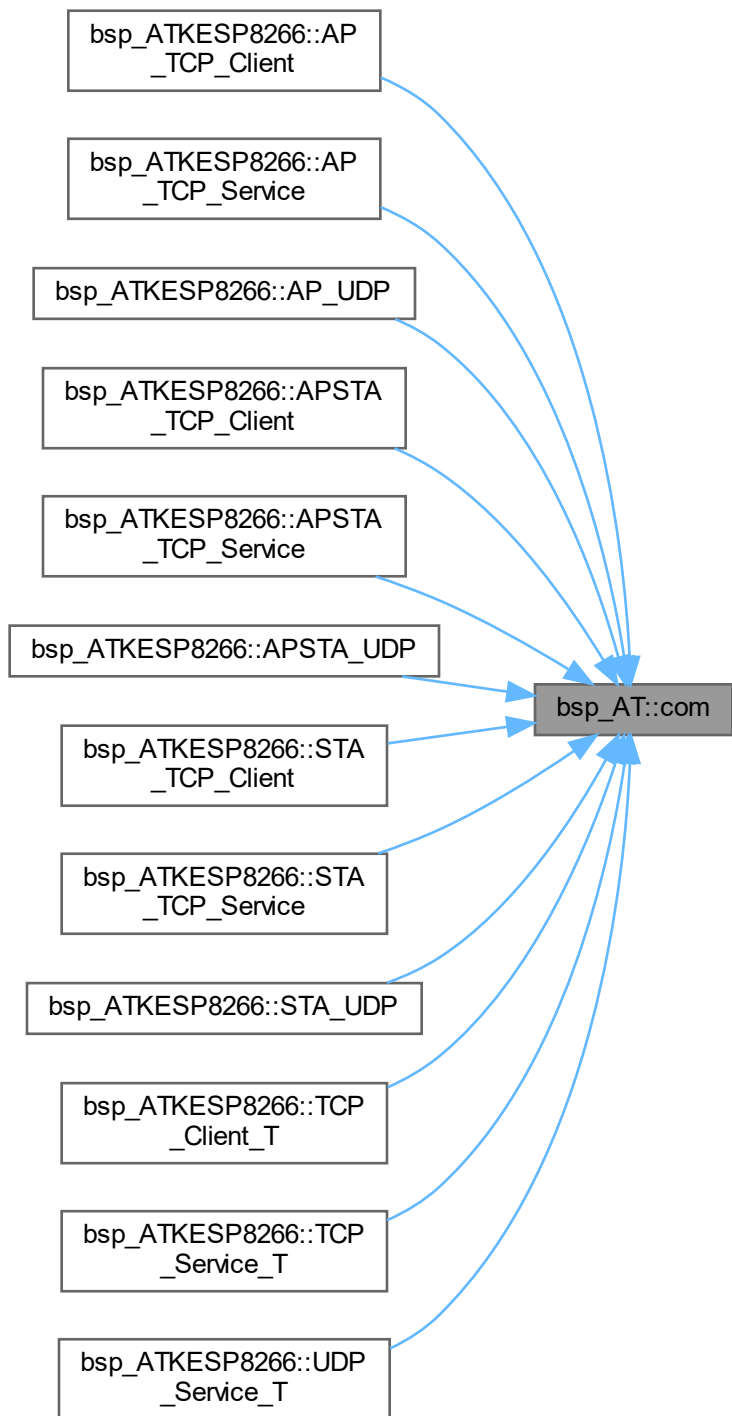 bsp_ATKESP8266::AP
_TCP_Client
bsp_ATKESP8266::AP
_TCP_Service
bsp_ATKESP8266::AP_UDP
bsp_ATKESP8266::APSTA
_TCP_Client
bsp_ATKESP8266::APSTA
_TCP_Service
bsp_ATKESP8266::APSTA_UDP
bsp_AT::com
bsp_ATKESP8266::STA
_TCP_Client
bsp_ATKESP8266::STA
_TCP_Service
bsp_ATKESP8266::STA_UDP
bsp_ATKESP8266::TCP
_Client_T
bsp_ATKESP8266::TCP
_Service_T
bsp_ATKESP8266::UDP
_Service_T